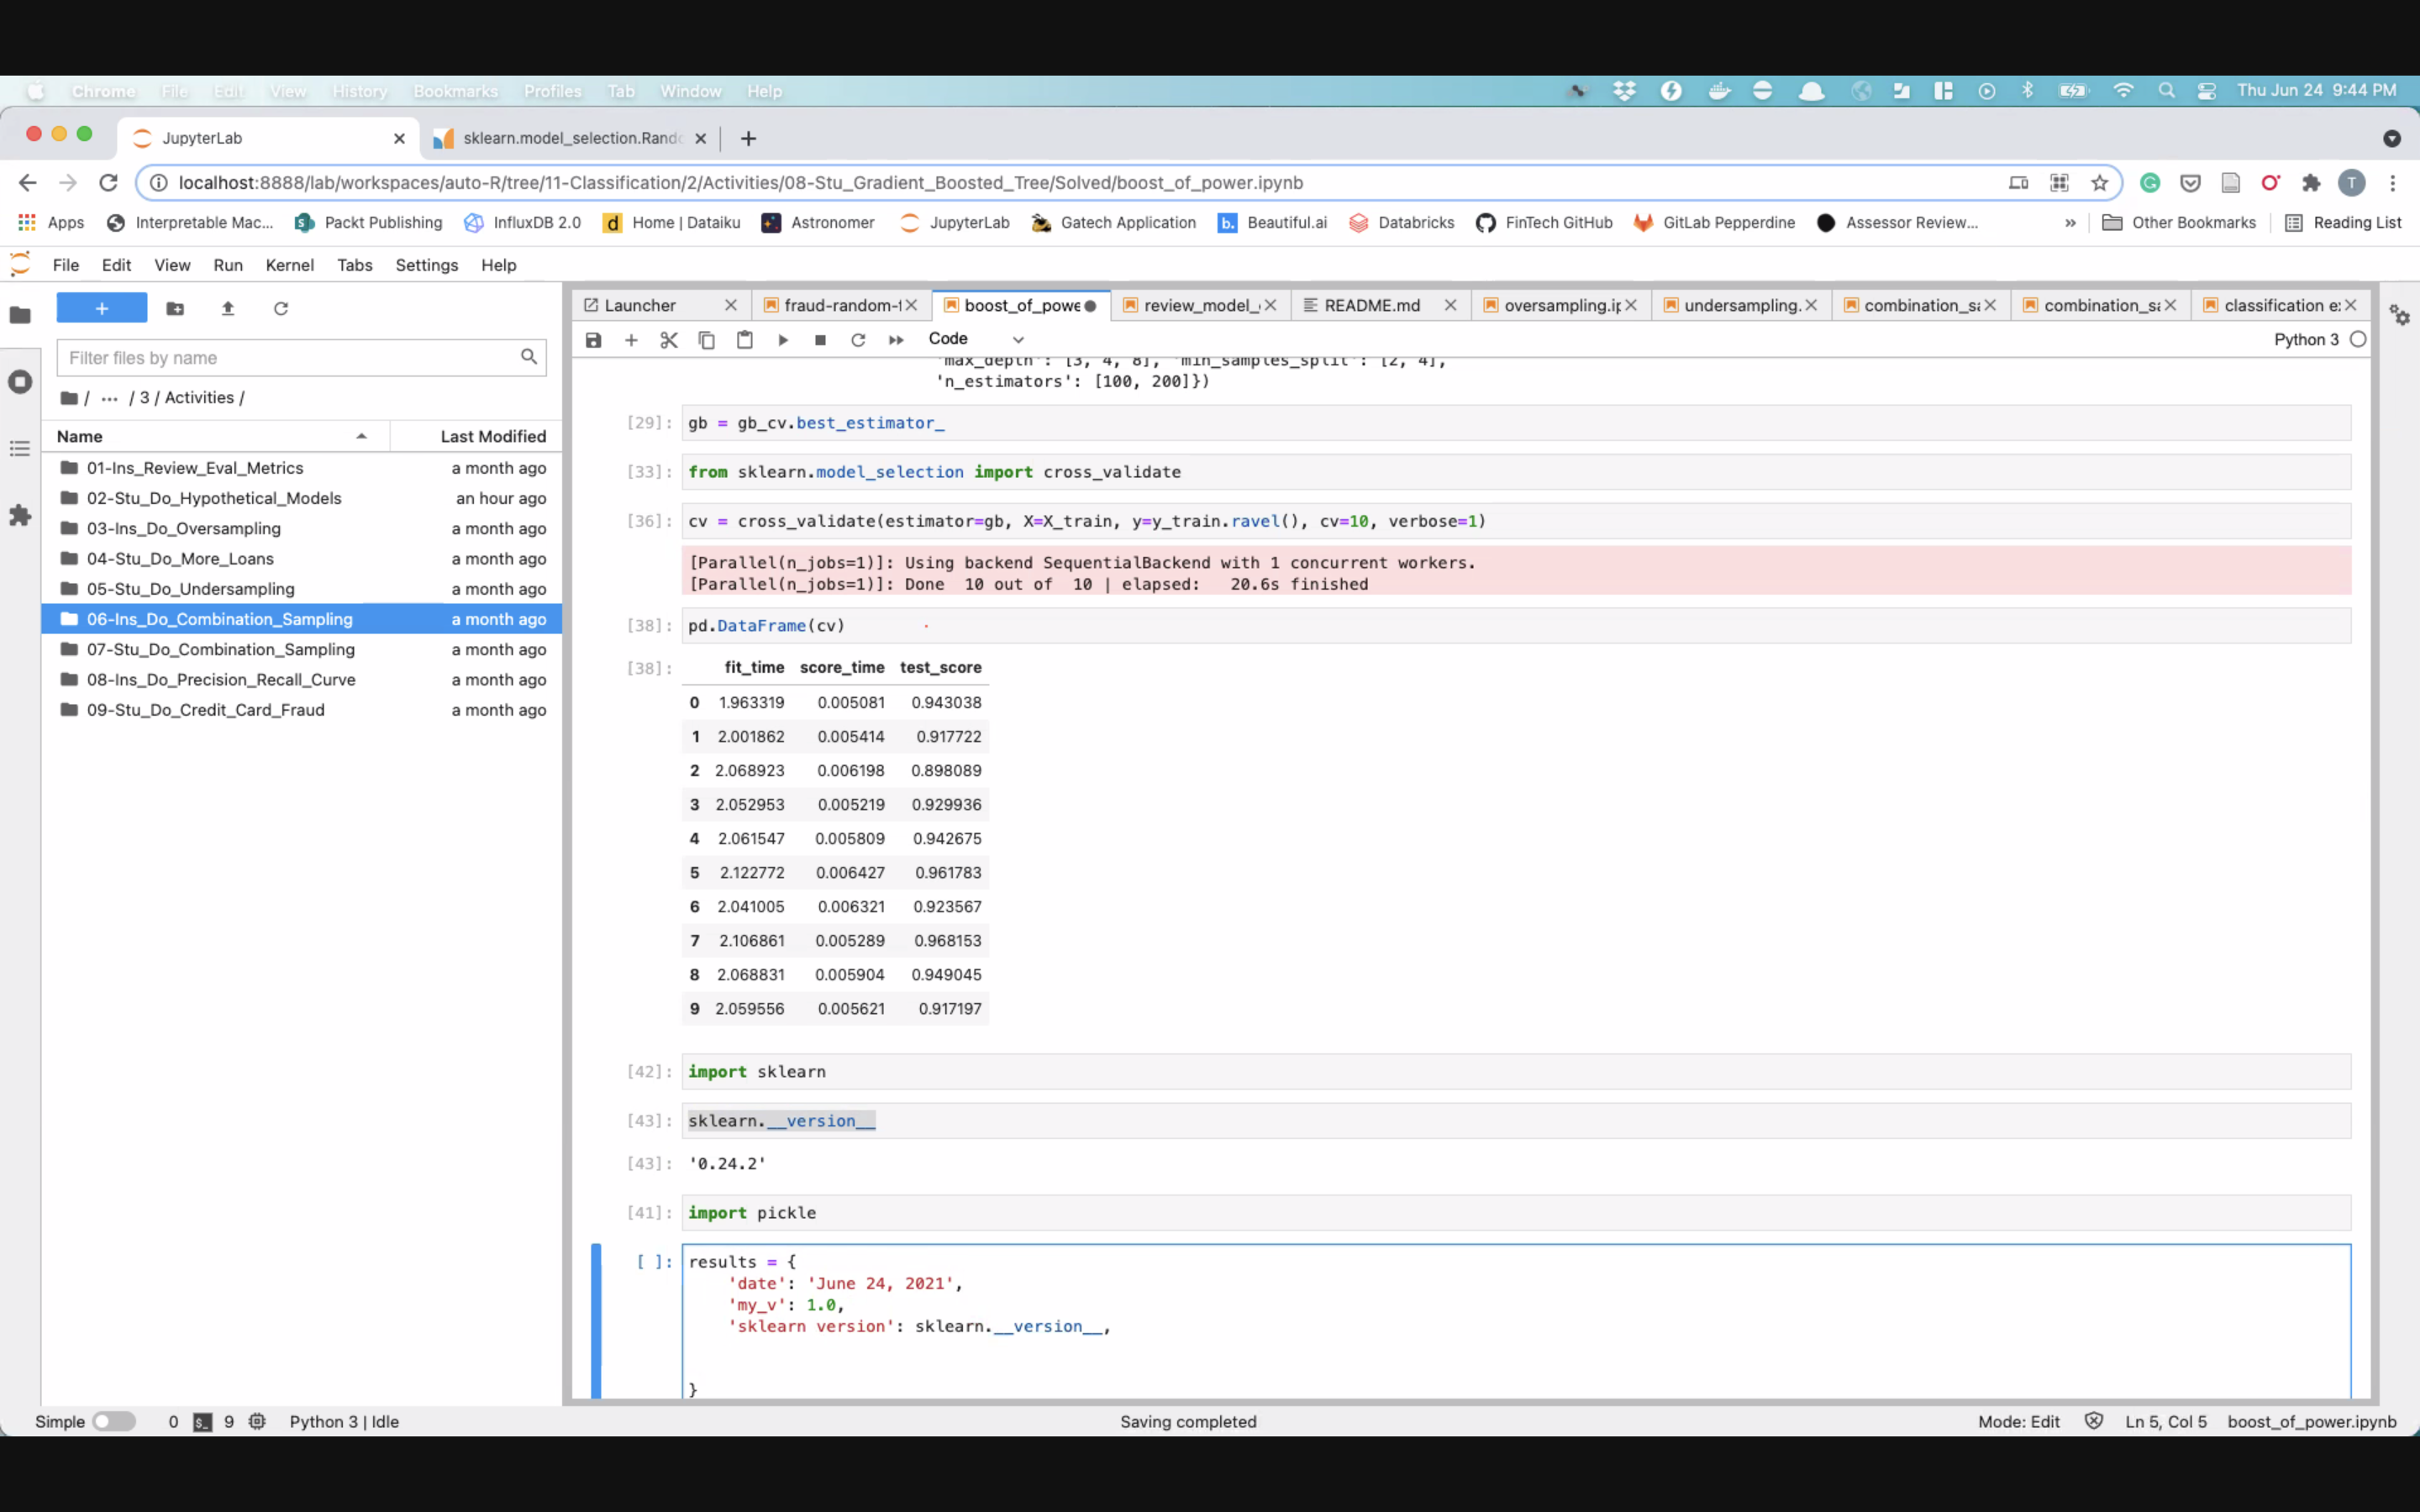 Chrome File Edit View History Bookmarks Profiles Tab Window Help Thu Jun 24 9:44 PM
JupyterLab sklearn.model_selection.Rand
localhost:8888/lab/workspaces/auto-R/tree/11-Classification/2/Activities/08-Stu_Gradient_Boosted_Tree/Solved/boost_of_power.ipynb
Apps Interpretable Mac... Packt Publishing InfluxDB 2.0 Home | Dataiku Astronomer JupyterLab Gatech Application Beautiful.ai Databricks FinTech GitHub GitLab Pepperdine Assessor Review... » Other Bookmarks Reading List
File Edit View Run Kernel Tabs Settings Help
Launcher fraud-random-f boost_of_powe review_model_ README.md oversampling.ip undersampling. combination_sa combination_sa classification e
Code Python 3
Filter files by name
/ ... / 3 / Activities /
Name Last Modified
01-Ins_Review_Eval_Metrics a month ago
02-Stu_Do_Hypothetical_Models an hour ago
03-Ins_Do_Oversampling a month ago
04-Stu_Do_More_Loans a month ago
05-Stu_Do_Undersampling a month ago
06-Ins_Do_Combination_Sampling a month ago
07-Stu_Do_Combination_Sampling a month ago
08-Ins_Do_Precision_Recall_Curve a month ago
09-Stu_Do_Credit_Card_Fraud a month ago
'max_depth': [3, 4, 8], 'min_samples_split': [2, 4],
'n_estimators': [100, 200]})
[29]: gb = gb_cv.best_estimator_
[33]: from sklearn.model_selection import cross_validate
[36]: cv = cross_validate(estimator=gb, X=X_train, y=y_train.ravel(), cv=10, verbose=1)
[Parallel(n_jobs=1)]: Using backend SequentialBackend with 1 concurrent workers.
[Parallel(n_jobs=1)]: Done 10 out of 10 | elapsed: 20.6s finished
[38]: pd.DataFrame(cv)
[38]: fit_time score_time test_score
0 1.963319 0.005081 0.943038
1 2.001862 0.005414 0.917722
2 2.068923 0.006198 0.898089
3 2.052953 0.005219 0.929936
4 2.061547 0.005809 0.942675
5 2.122772 0.006427 0.961783
6 2.041005 0.006321 0.923567
7 2.106861 0.005289 0.968153
8 2.068831 0.005904 0.949045
9 2.059556 0.005621 0.917197
[42]: import sklearn
[43]: sklearn.__version__
[43]: '0.24.2'
[41]: import pickle
[ ]: results = {
'date': 'June 24, 2021',
'my_v': 1.0,
'sklearn version': sklearn.__version__,
}
Simple 0 9 Python 3 | Idle Saving completed Mode: Edit Ln 5, Col 5 boost_of_power.ipynb